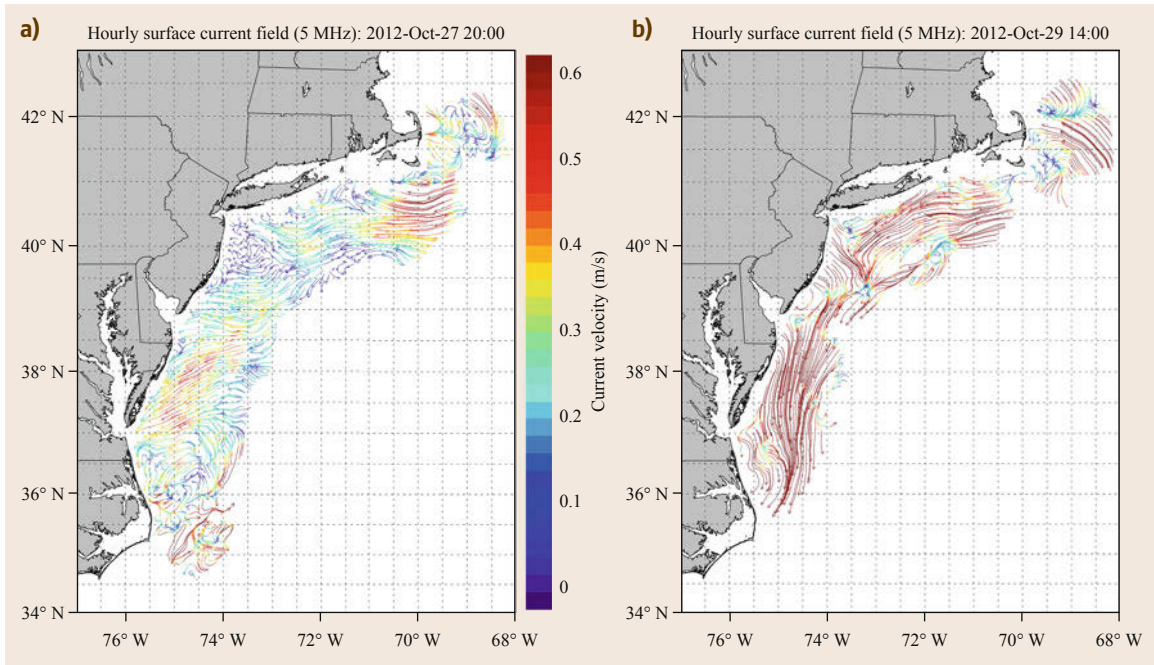 a)
Hourly surface current field (5 MHz): 2012-Oct-27 20:00
42° N
40° N
38° N
36° N
34° N
76° W
74° W
72° W
70° W
68° W
0.6
0.5
0.4
0.3
0.2
0.1
0
Current velocity (m/s)
b)
Hourly surface current field (5 MHz): 2012-Oct-29 14:00
42° N
40° N
38° N
36° N
34° N
76° W
74° W
72° W
70° W
68° W